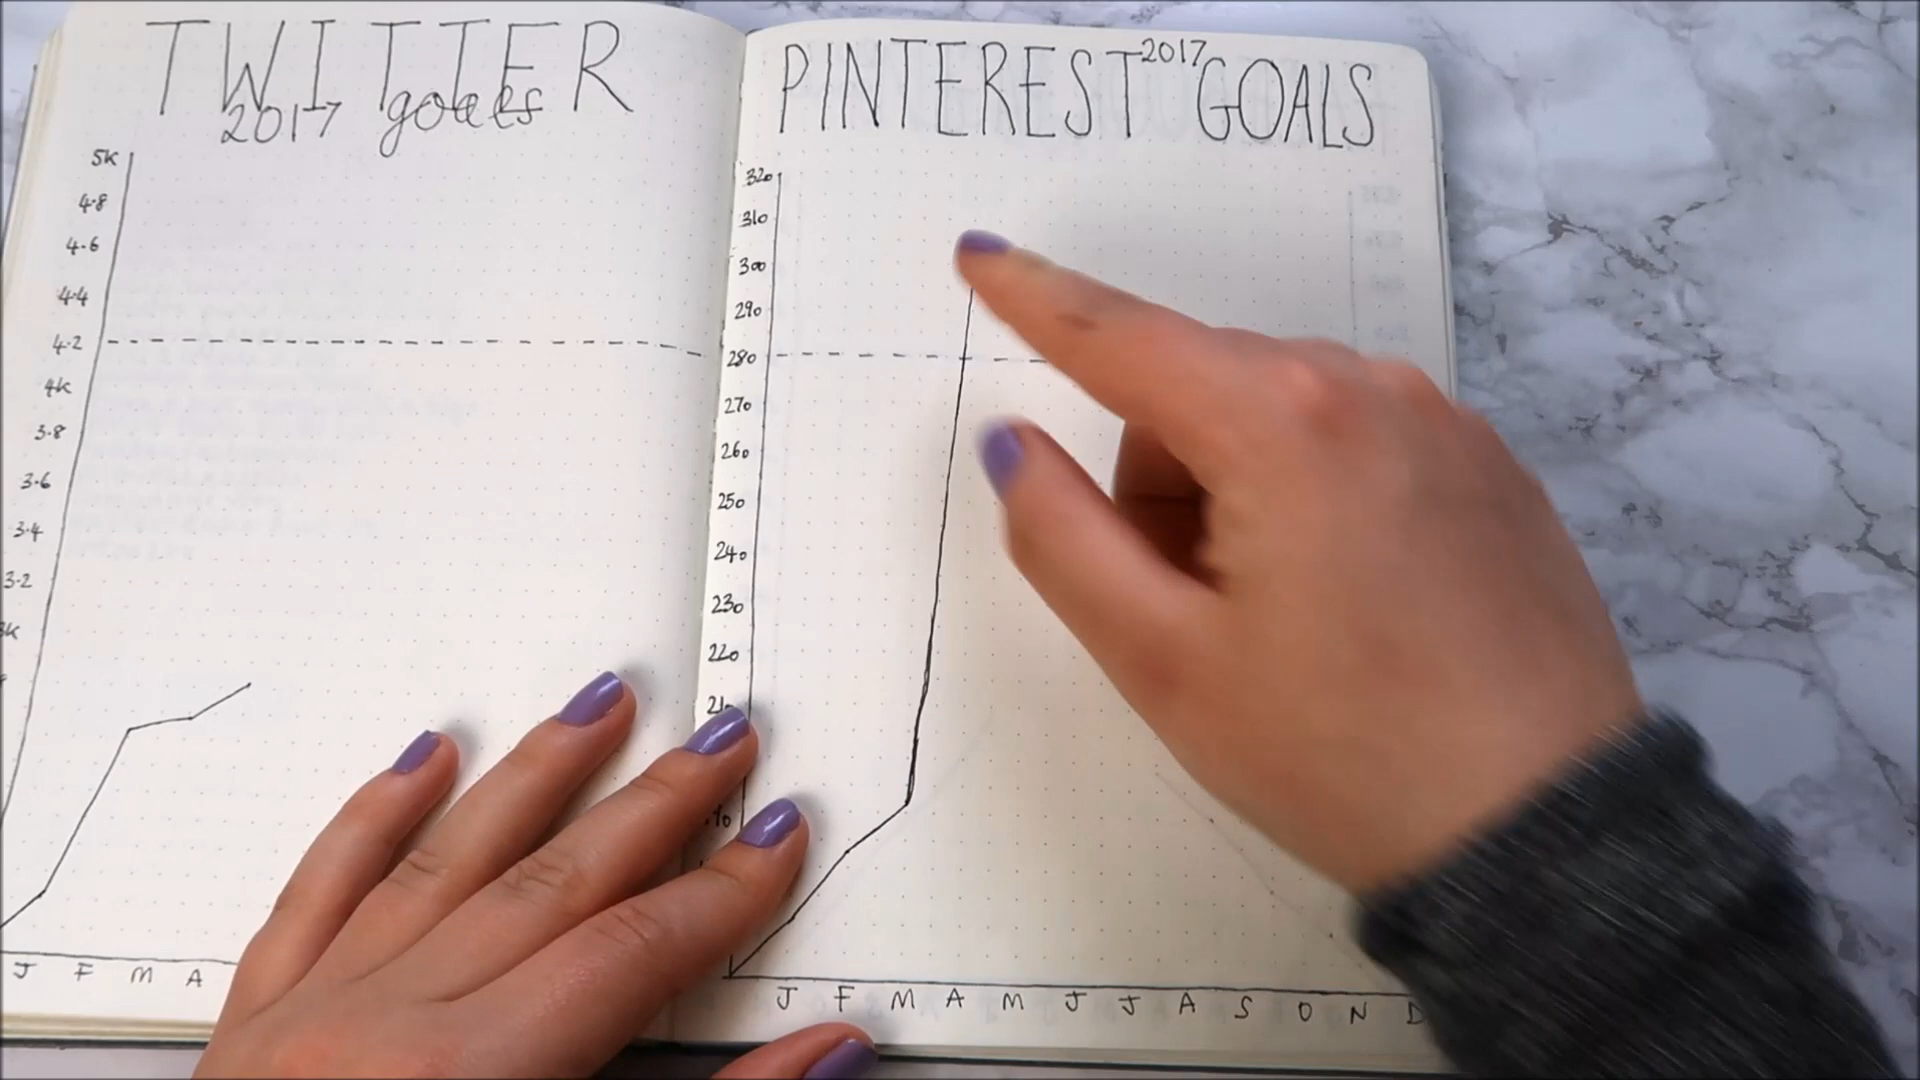 TWITTER
2017 goals
5K
4.8
4.6
4.4
4.2
4K
3.8
3.6
3.4
3.2
3K
J F M A
PINTEREST 2017 GOALS
320
310
300
290
280
270
260
250
240
230
220
J F M A M J J A S O N D